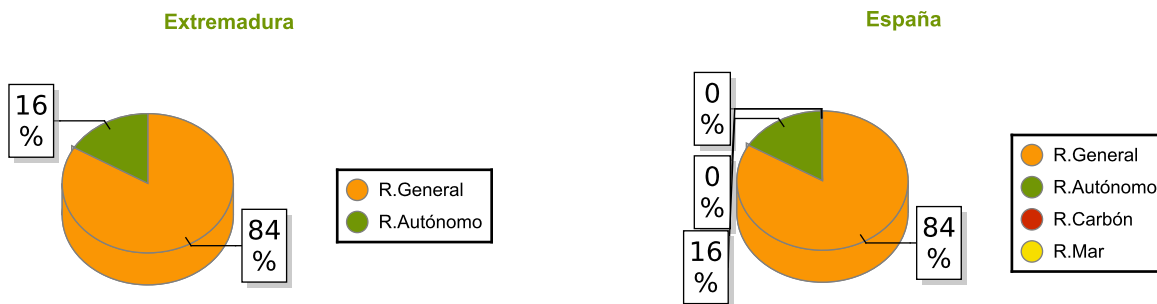 Extremadura
16
%
84
%
R.General
R.Autónomo
España
0
%
0
%
16
%
84
%
R.General
R.Autónomo
R.Carbón
R.Mar